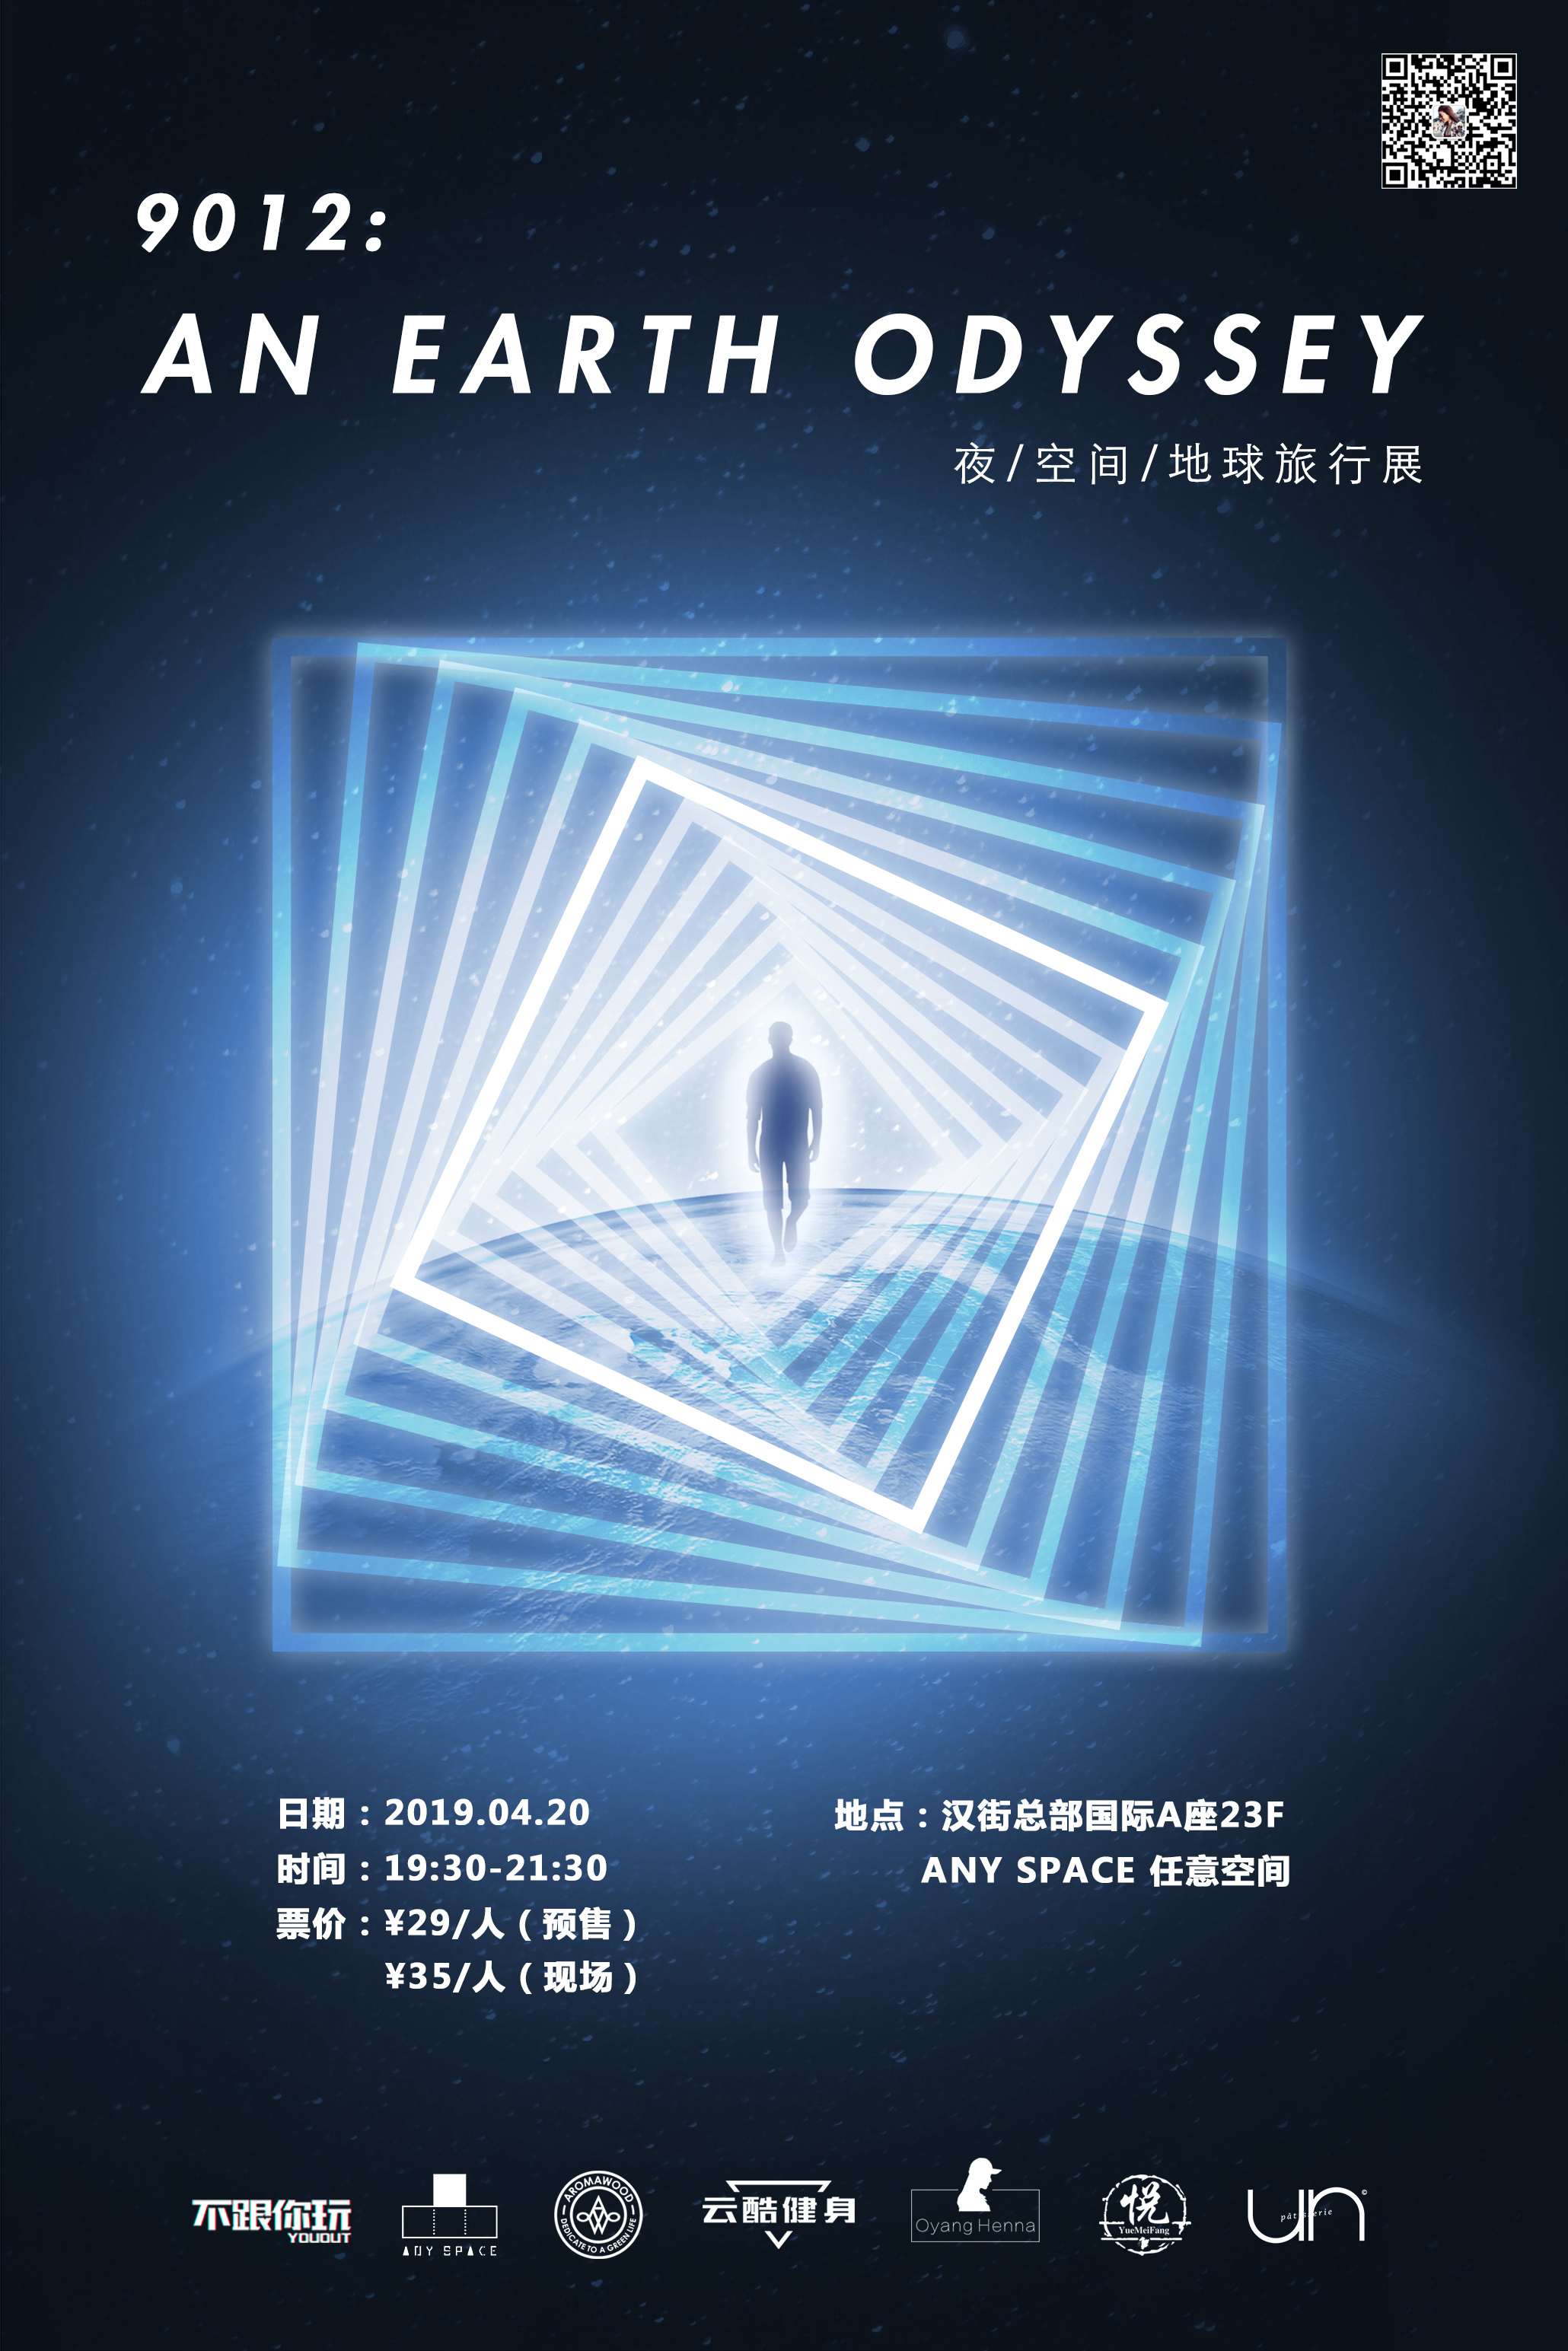 9012:
AN EARTH ODYSSEY
夜/空间/地球旅行展
日期：2019.04.20
时间：19:30-21:30
票价：¥29/人（预售）
¥35/人（现场）
地点：汉街总部国际A座23F
ANY SPACE 任意空间
不跟你玩
YOUOUT
ANY SPACE
AROMAWOOD
DEDICATE TO A GREEN LIFE
云酷健身
Oyang Henna
悦
YueMeiFang
un
pâtisserie